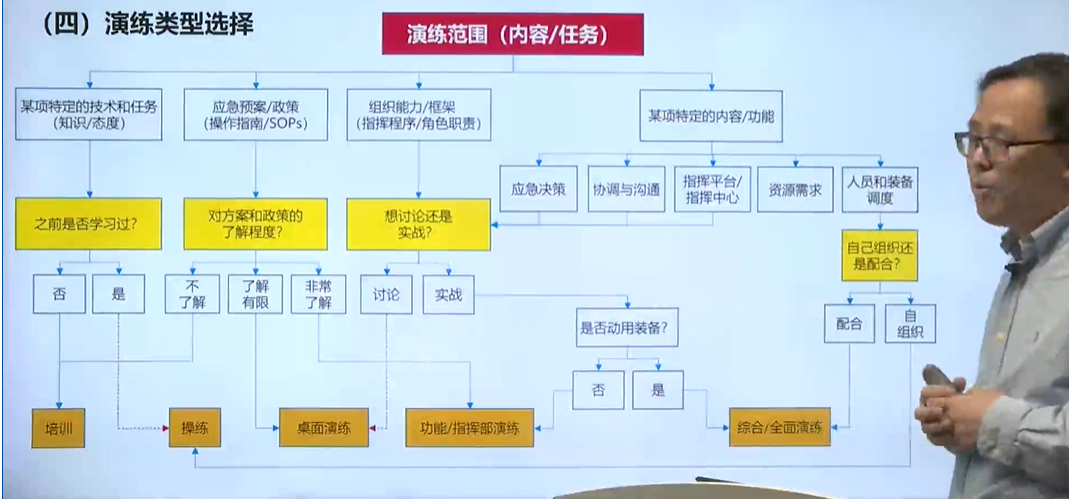 （四）演练类型选择
演练范围（内容/任务）
某项特定的技术和任务
（知识/态度）
应急预案/政策
（操作指南/SOPs）
组织能力/框架
（指挥程序/角色职责）
某项特定的内容/功能
应急决策
协调与沟通
指挥平台/
指挥中心
资源需求
人员和装备
调度
之前是否学习过？
对方案和政策的
了解程度？
想讨论还是
实战？
自己组织还
是配合？
否
是
不
了解
了解
有限
非常
了解
讨论
实战
是否动用装备？
配合
自
组织
否
是
培训
操练
桌面演练
功能/指挥部演练
综合/全面演练